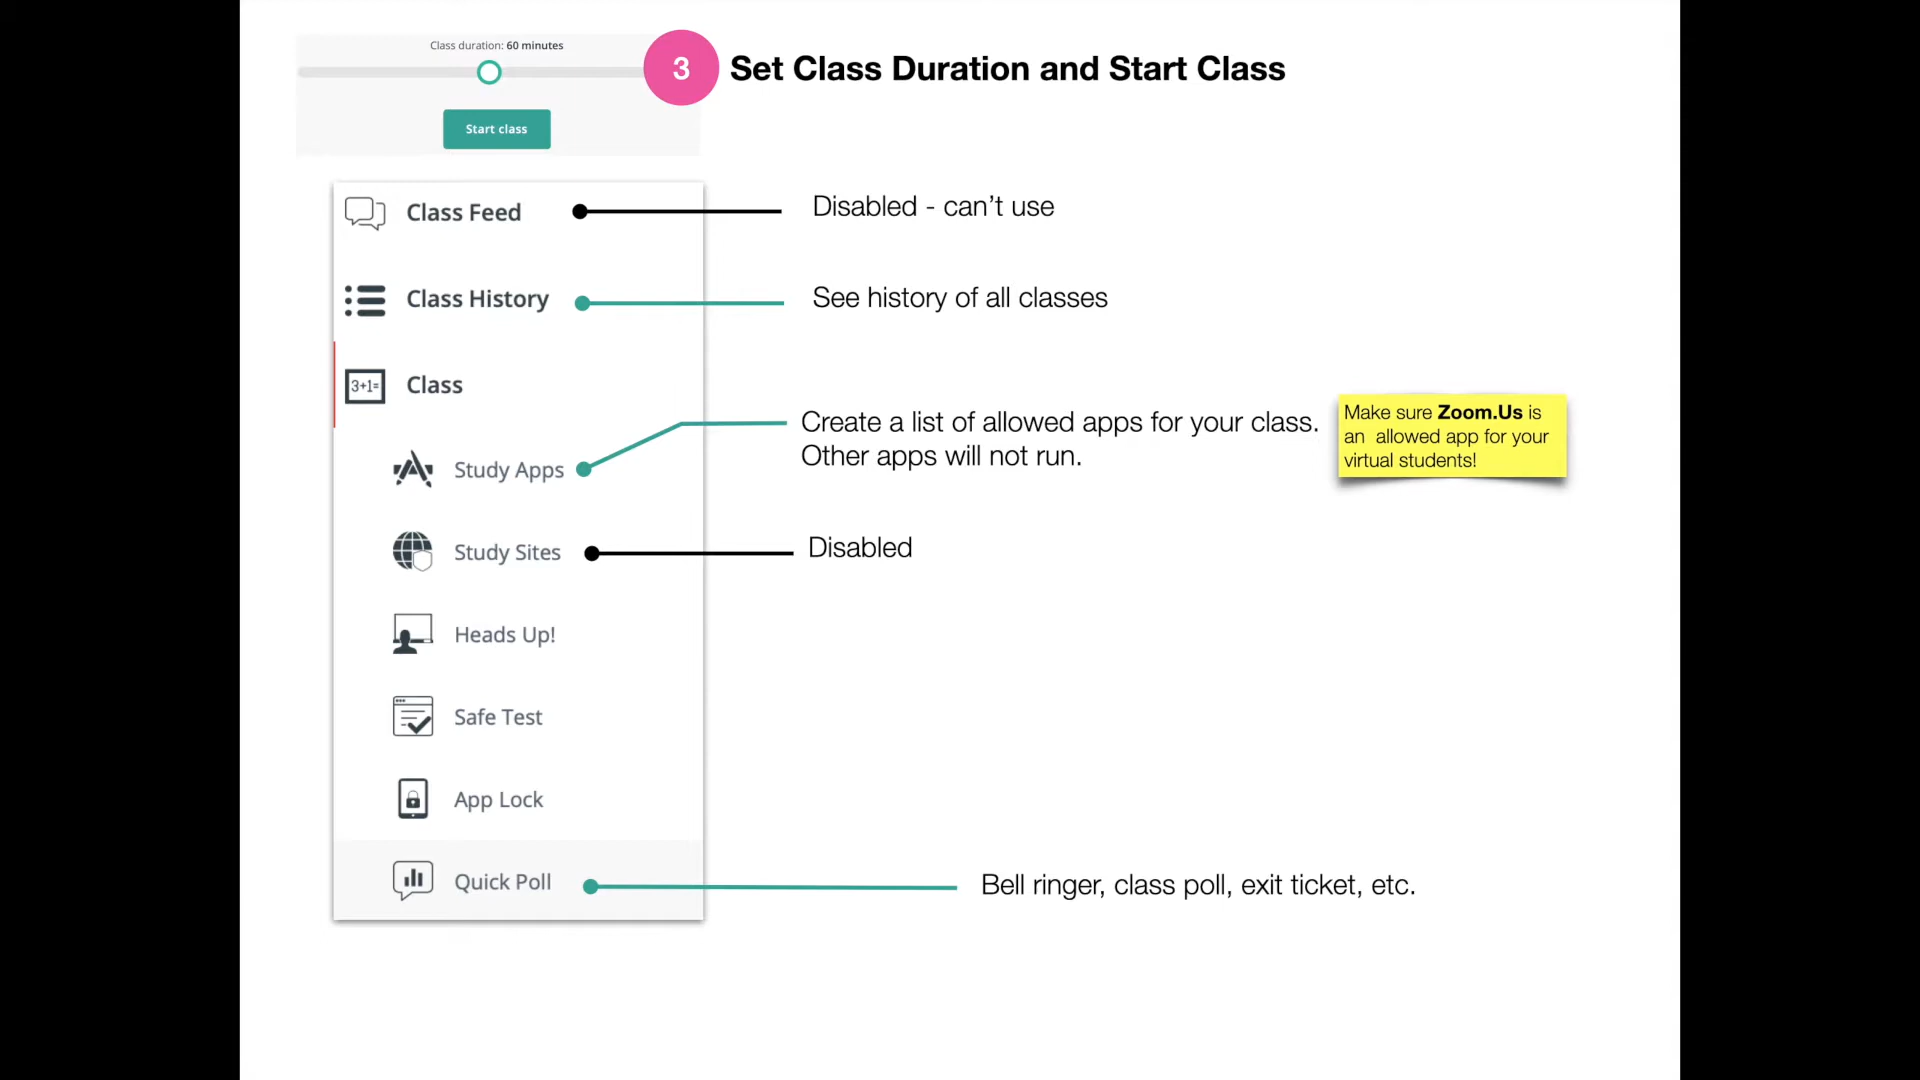 Class duration: 60 minutes
3 Set Class Duration and Start Class
Start class
Class Feed
Disabled - can’t use
Class History
See history of all classes
3+1=
Class
Create a list of allowed apps for your class.
Other apps will not run.
Make sure Zoom.Us is
an allowed app for your
virtual students!
Study Apps
Study Sites
Disabled
Heads Up!
Safe Test
App Lock
Quick Poll
Bell ringer, class poll, exit ticket, etc.